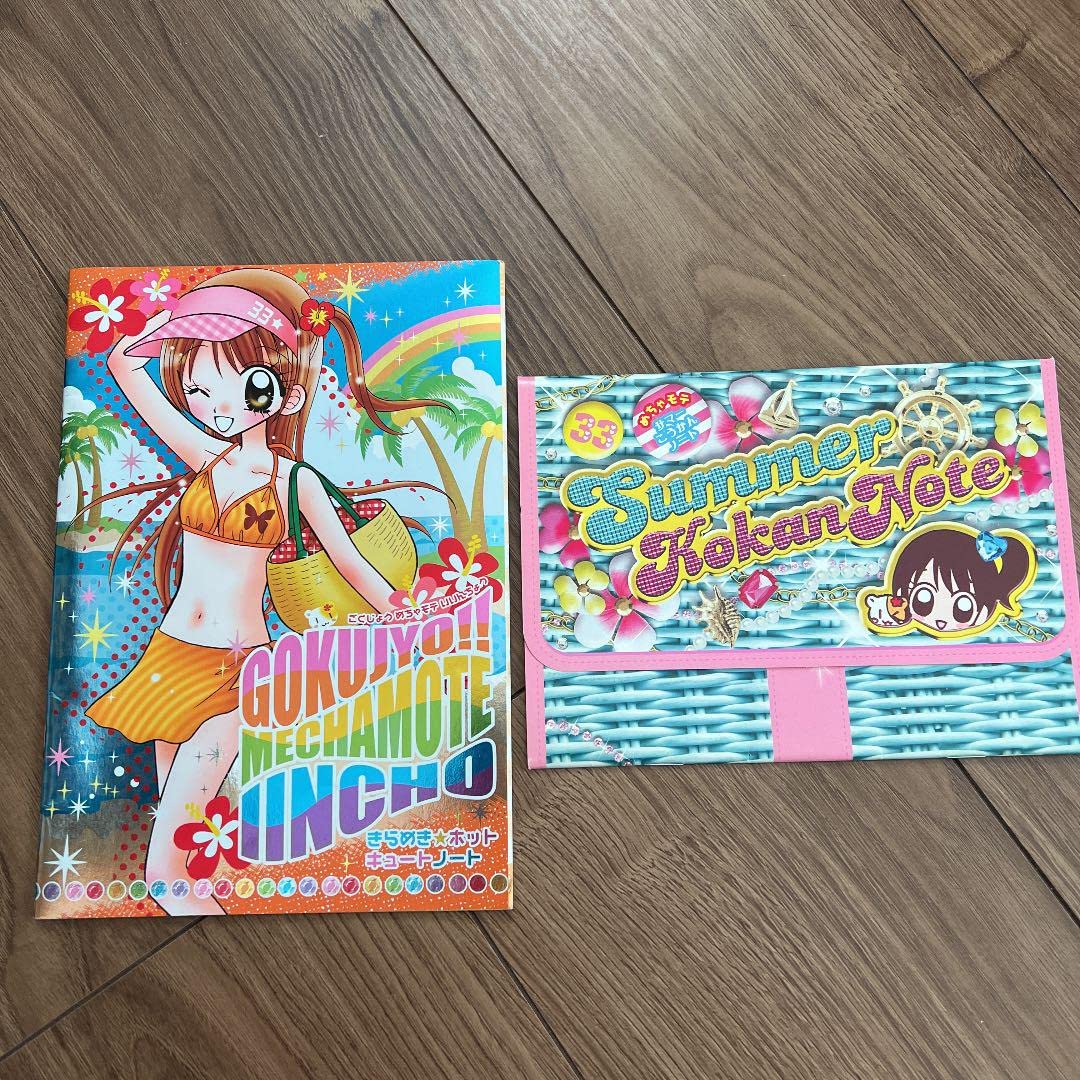 33★
ごくじょう めちゃモテ いいんちょ?
GOKUJYO!!
MECHAMOTE
IINCHO
きらめき☆ホット
キュートノート
33
めちゃモテ
サマー
こうかん
ノート
Summer
Kokan Note